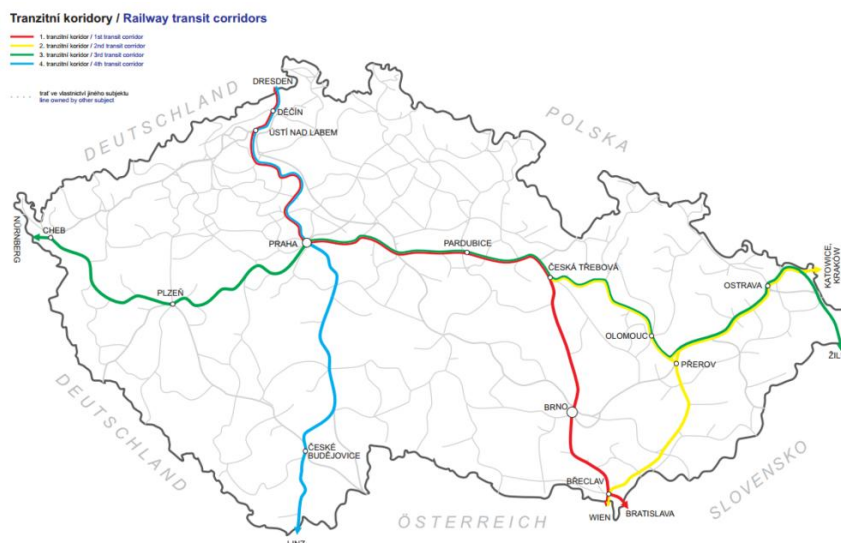 Tranzitní koridory / Railway transit corridors
1. tranzitní koridor / 1st transit corridor
2. tranzitní koridor / 2nd transit corridor
3. tranzitní koridor / 3rd transit corridor
4. tranzitní koridor / 4th transit corridor
trať ve vlastnictví jiného subjektu
line owned by other subject
DRESDEN
DĚČÍN
ÚSTÍ NAD LABEM
DEUTSCHLAND
POLSKA
NÜRNBERG
CHEB
PRAHA
PARDUBICE
ČESKÁ TŘEBOVÁ
KATOWICE,
KRAKÓW
OSTRAVA
PLZEŇ
OLOMOUC
ŽIL
PŘEROV
DEUTSCHLAND
BRNO
ČESKÉ
BUDĚJOVICE
SLOVENSKO
BŘECLAV
WIEN
BRATISLAVA
ÖSTERREICH
LINZ